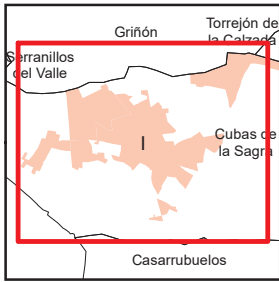 Torrejón de
la Calzada
Griñón
Serranillos
del Valle
I
Cubas de
la Sagra
Casarrubuelos